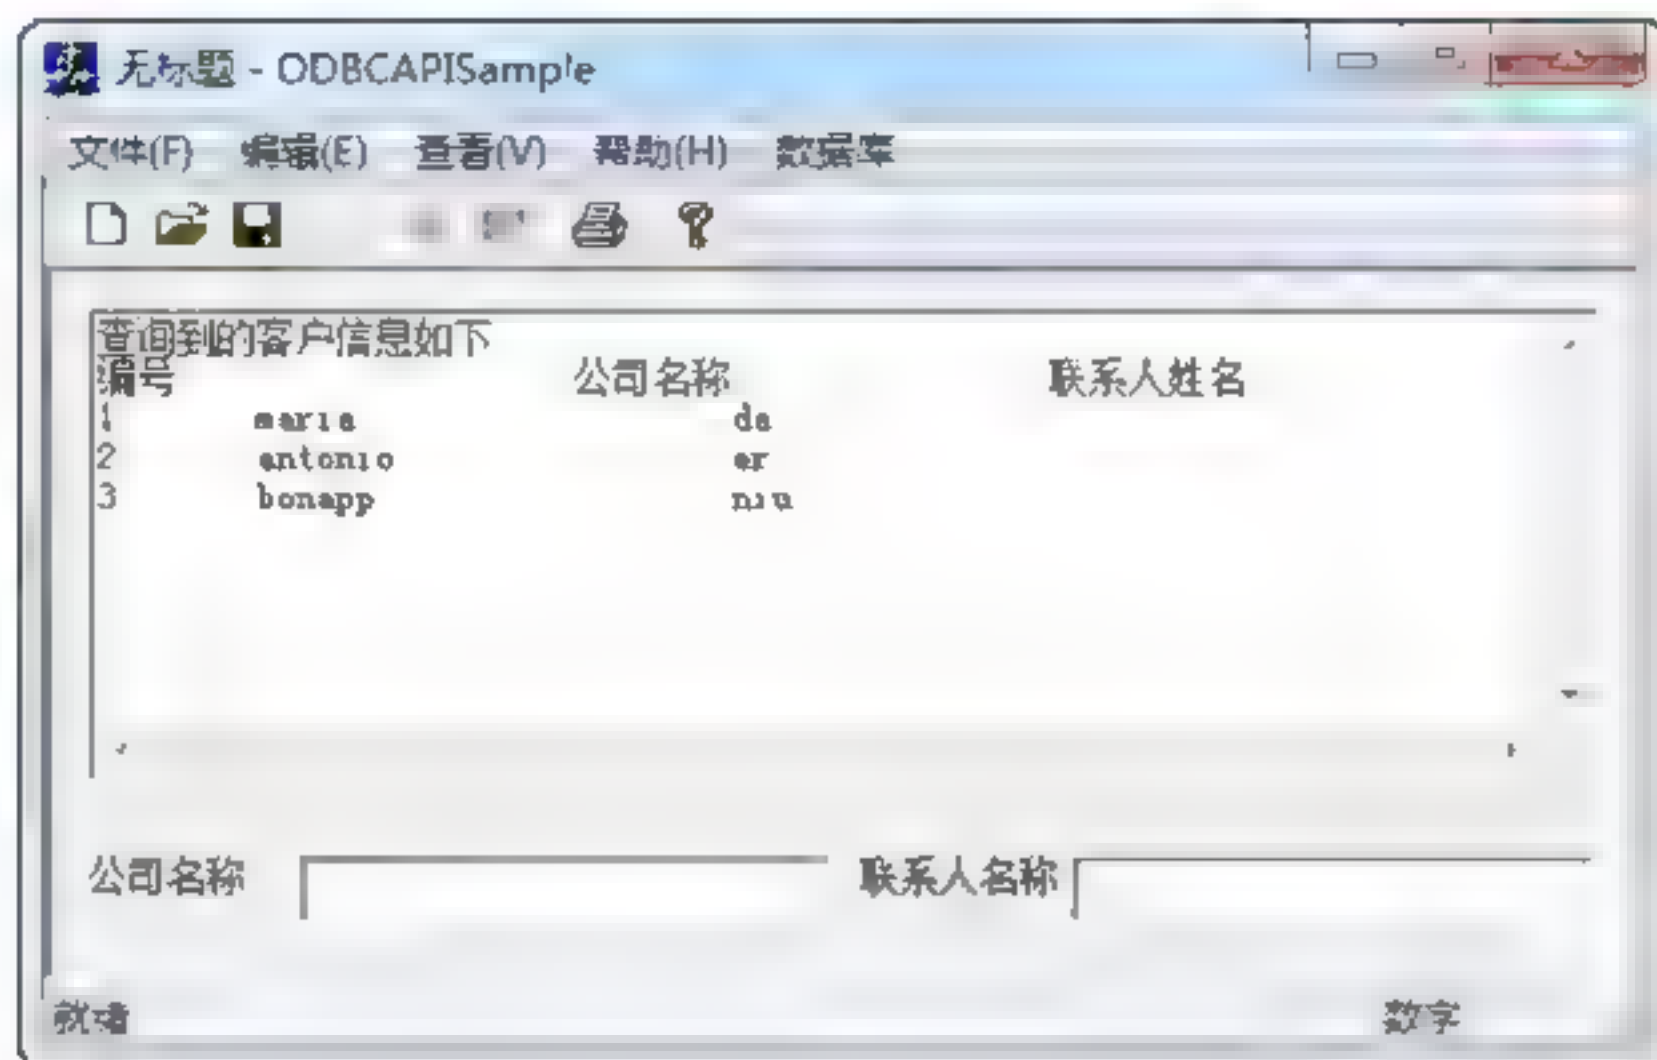 无标题 - ODBCAPISample
文件(F) 编辑(E) 查看(V) 帮助(H) 数据库
查询到的客户信息如下
编号 公司名称 联系人姓名
1 maria da
2 antonio er
3 bonapp niu
公司名称 联系人名称
就绪 数字